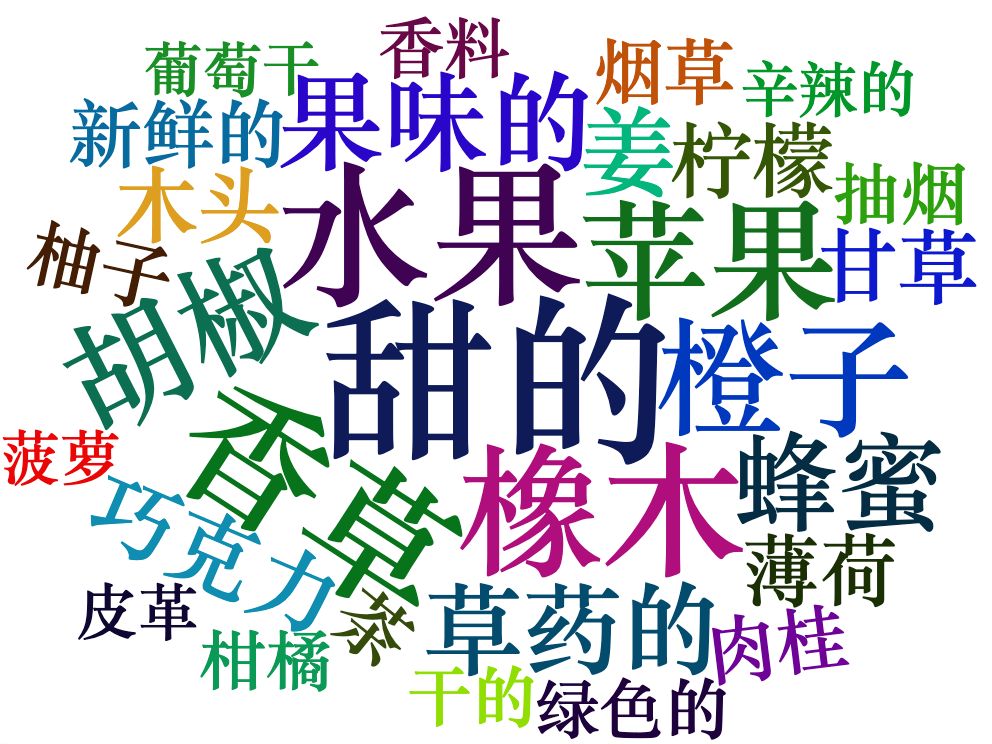 香料
葡萄干
烟草
辛辣的
新鲜的
果味的
姜
柠檬
木头
水果
苹果
抽烟
柚子
胡椒
甘草
甜的
橙子
香草
橡木
蜂蜜
菠萝
巧克力
薄荷
皮革
茶
草药的
肉桂
柑橘
干的
绿色的